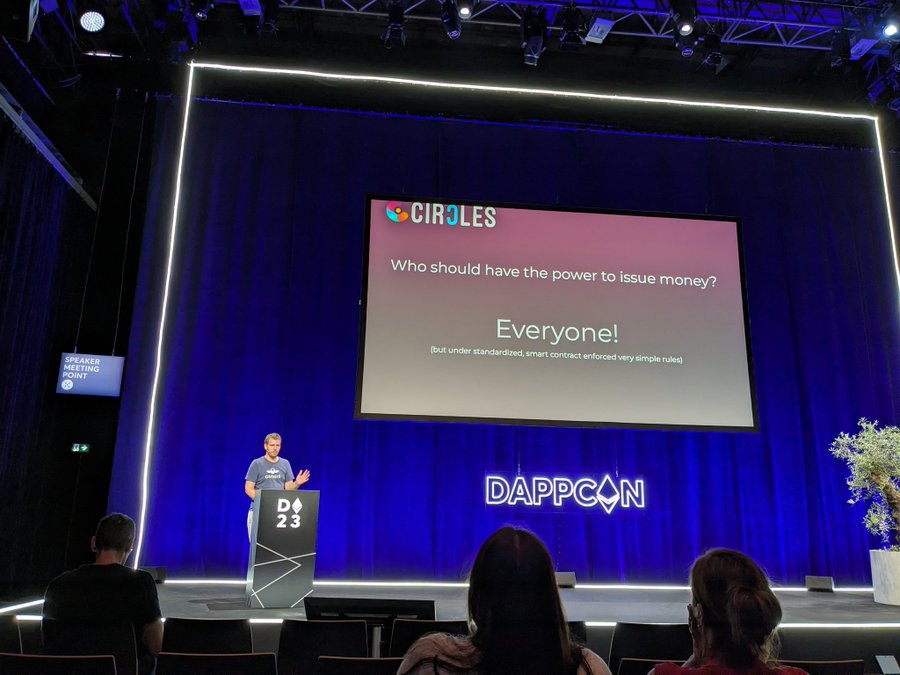 CIRCLES
Who should have the power to issue money?
Everyone!
(but under standardized, smart contract enforced very simple rules)
SPEAKER
MEETING
POINT
DAPPCON
D
23